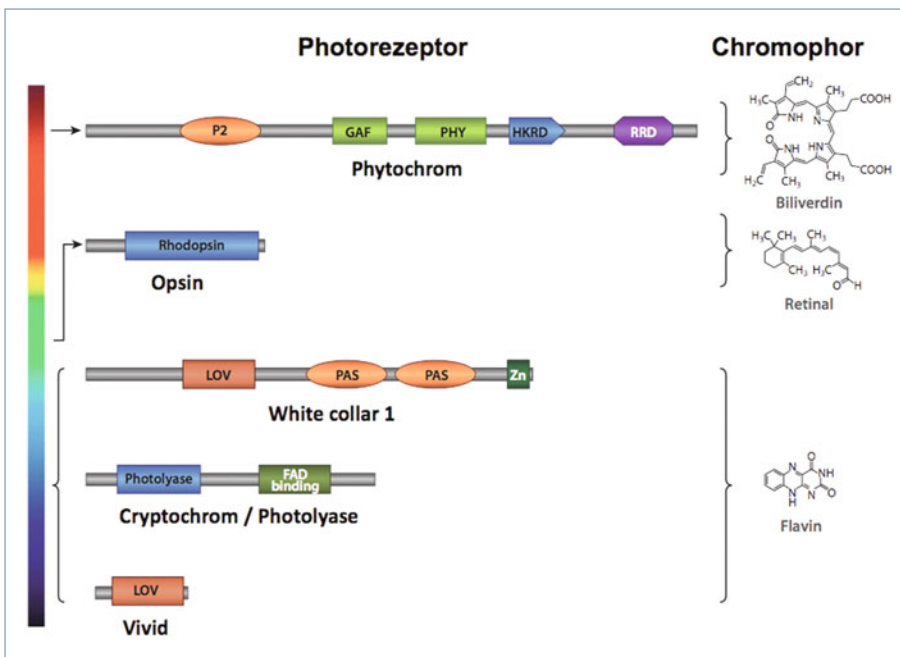 Photorezeptor
Chromophor
P2 GAF PHY HKRD RRD
Phytochrom
CH₂
H₃C CH₃ COOH
O NH N
O NH HN
H₂C CH₃ CH₃ COOH
Biliverdin
Rhodopsin
Opsin
H₃C CH₃ CH₃
CH₃ H₃C O H
Retinal
LOV PAS PAS Zn
White collar 1
Photolyase FAD
binding
Cryptochrom / Photolyase
O
N NH
N N O
H
Flavin
LOV
Vivid